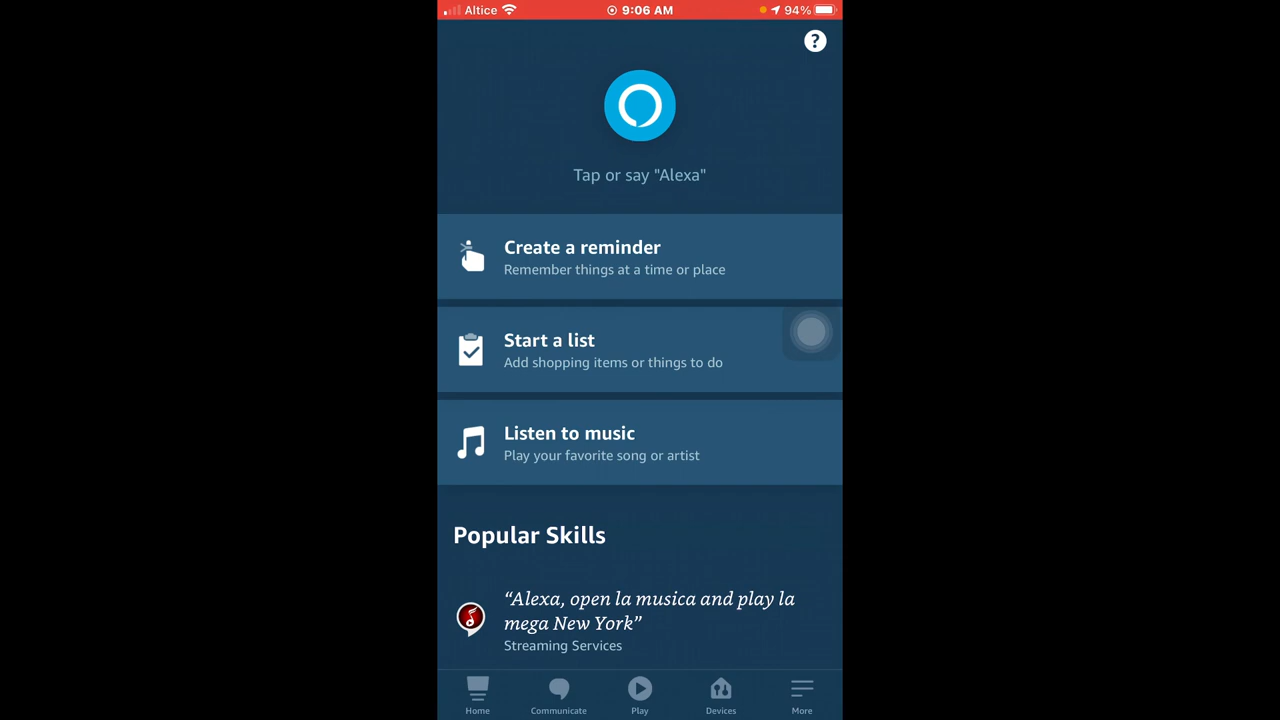 Altice 9:06 AM 94%
?
Tap or say "Alexa"
Create a reminder
Remember things at a time or place
Start a list
Add shopping items or things to do
Listen to music
Play your favorite song or artist
Popular Skills
“Alexa, open la musica and play la
mega New York”
Streaming Services
Home Communicate Play Devices More